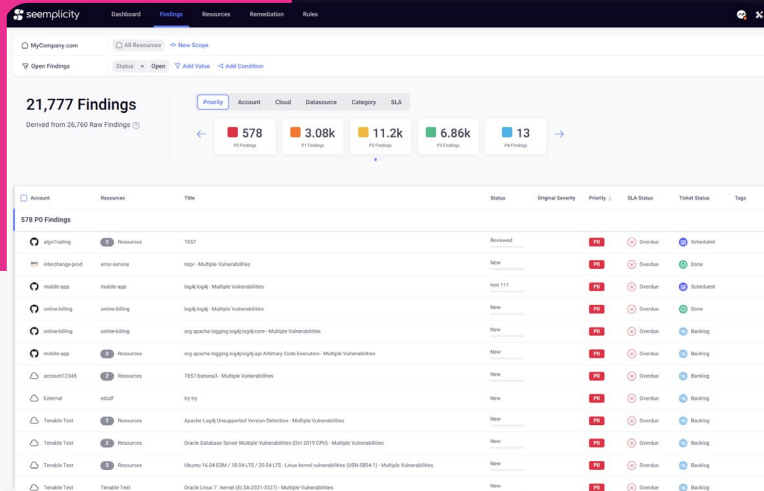 seemplicity Dashboard Findings Resources Remediation Rules
MyCompany.com All Resources New Scope
Open Findings Status = Open Add Value Add Condition
21,777 Findings
Derived from 26,760 Raw Findings
Priority Account Cloud Datasource Category SLA
578 3.08k 11.2k 6.86k 13
P0 Findings P1 Findings P2 Findings P3 Findings P4 Findings
Account Resources Title Status Original Severity Priority SLA Status Ticket Status Tags
578 P0 Findings
algoTrading 2 Resources TEST Reviewed P0 Overdue Scheduled
interchange-prod error-service nspr - Multiple Vulnerabilities New P0 Overdue Done
mobile-app mobile-app log4j:log4j - Multiple Vulnerabilities test 111 P0 Overdue Scheduled
online-billing online-billing log4j:log4j - Multiple Vulnerabilities New P0 Overdue Done
online-billing online-billing org.apache.logging.log4j:log4j-core - Multiple Vulnerabilities New P0 Overdue Backlog
mobile-app Resources org.apache.logging.log4j:log4j-api Arbitrary Code Execution - Multiple Vulnerabilities New P0 Overdue Backlog
account12345 2 Resources TEST:banana3 - Multiple Vulnerabilities New P0 Overdue Backlog
External edsdf try try New P0 Overdue Backlog
Tenable Test 2 Resources Apache Log4j Unsupported Version Detection - Multiple Vulnerabilities New P0 Overdue Backlog
Tenable Test 2 Resources Oracle Database Server Multiple Vulnerabilities (Oct 2019 CPU) - Multiple Vulnerabilities New P0 Overdue Backlog
Tenable Test Resources Ubuntu 16.04 ESM / 18.04 LTS / 20.04 LTS : Linux kernel vulnerabilities (USN-5804-1) - Multiple Vulnerabilities New P0 Overdue Backlog
Tenable Test Tenable Test Oracle Linux 7 : kernel (ELSA-2021-3327) - Multiple Vulnerabilities New P0 Overdue Backlog